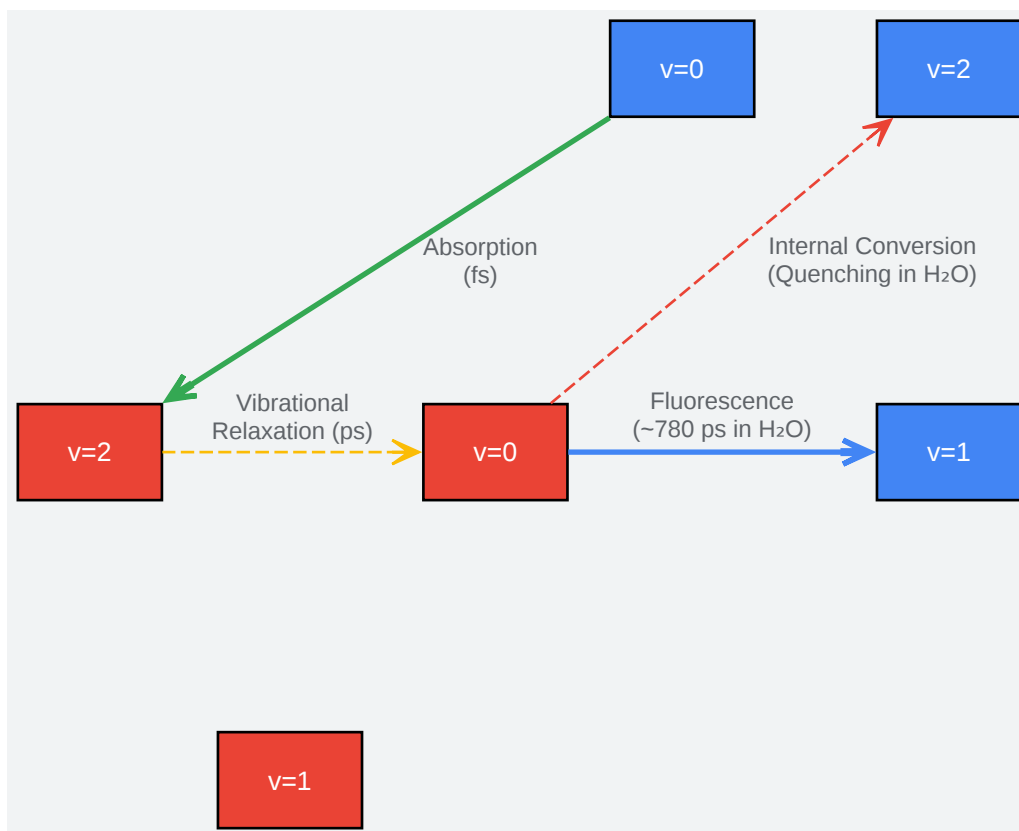 v=0
v=2
Absorption
(fs)
Internal Conversion
(Quenching in H₂O)
Vibrational
Relaxation (ps)
Fluorescence
(~780 ps in H₂O)
v=2
v=0
v=1
v=1